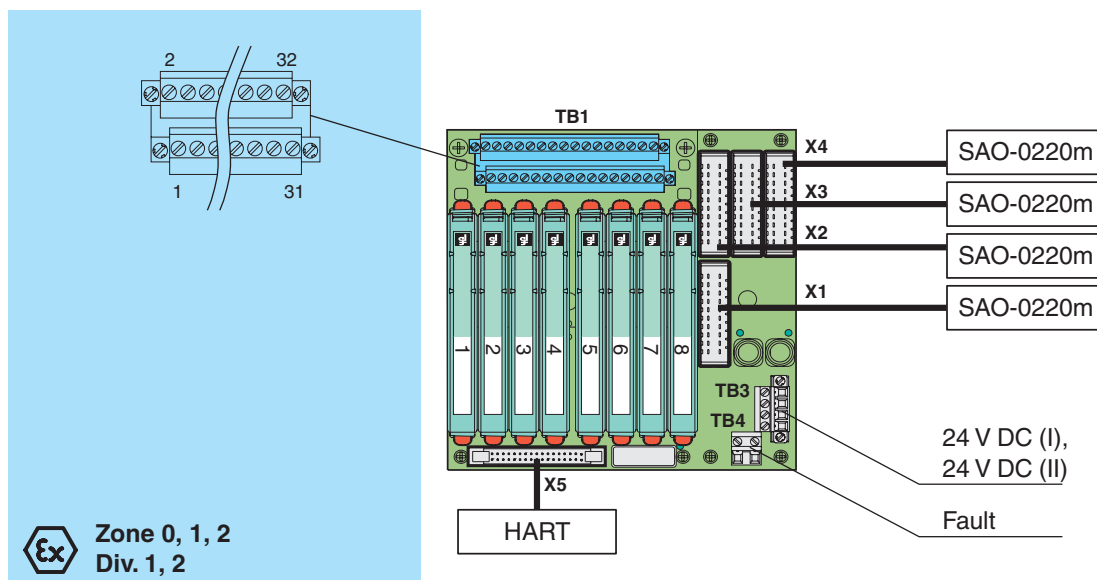 2 32
1 31
TB1
X4 SAO-0220m
X3 SAO-0220m
X2 SAO-0220m
X1 SAO-0220m
1 2 3 4 5 6 7 8
TB3
TB4
24 V DC (I),
24 V DC (II)
X5
Fault
HART
Ex
Zone 0, 1, 2
Div. 1, 2